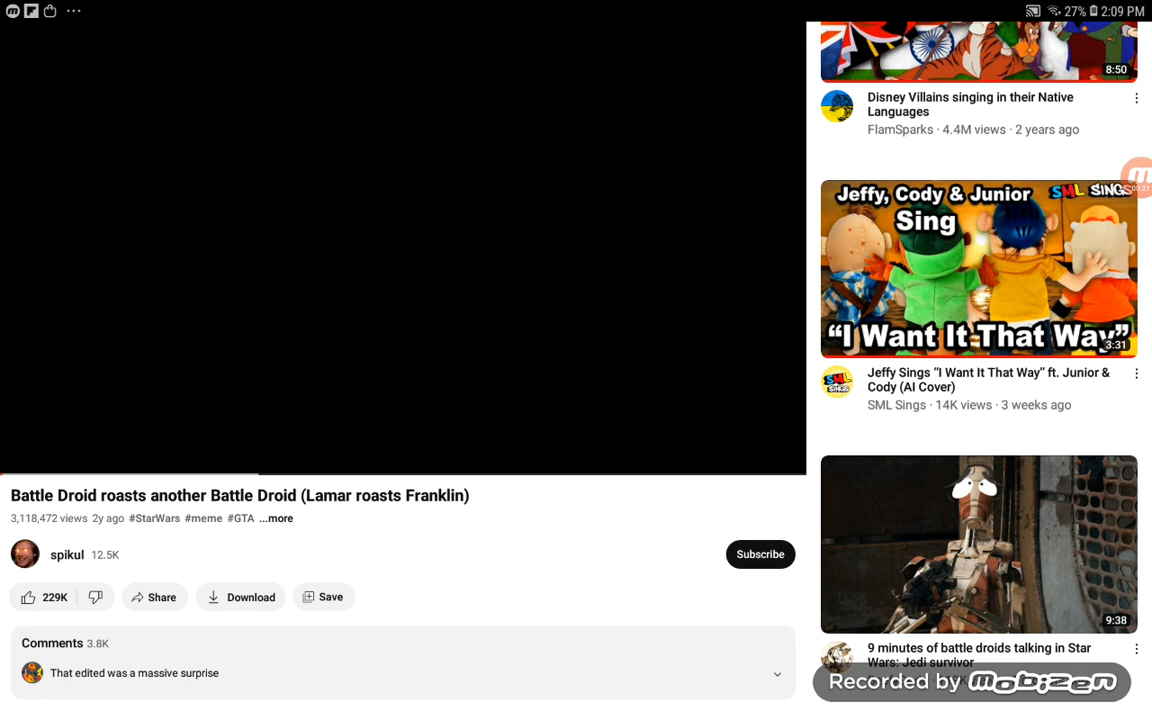 27% 2:09 PM
8:50
Disney Villains singing in their Native
Languages
FlamSparks · 4.4M views · 2 years ago
00:21
Jeffy, Cody & Junior
Sing
SML SINGS
“I Want It That Way”
3:31
Jeffy Sings “I Want It That Way” ft. Junior &
Cody (AI Cover)
SML Sings · 14K views · 3 weeks ago
9:38
9 minutes of battle droids talking in Star
Wars: Jedi survivor
Recorded by mobizen
Battle Droid roasts another Battle Droid (Lamar roasts Franklin)
3,118,472 views 2y ago #StarWars #meme #GTA ...more
spikul 12.5K
Subscribe
229K
Share
Download
Save
Comments 3.8K
That edited was a massive surprise